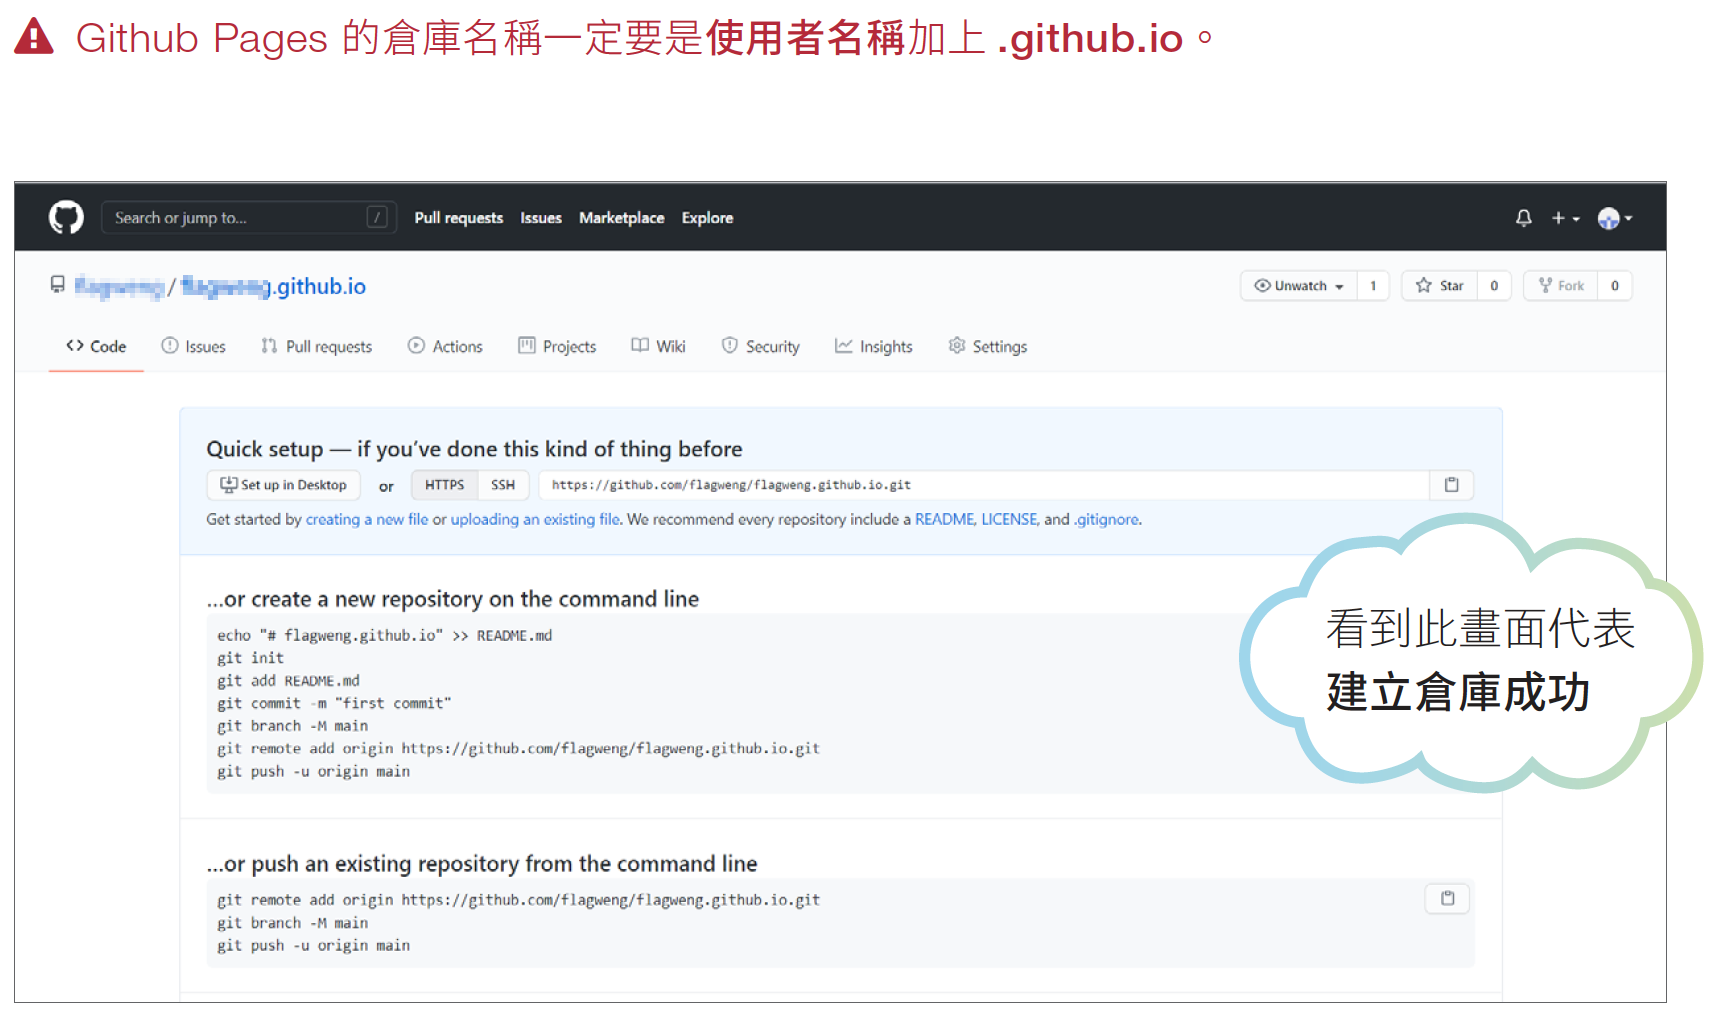 Github Pages 的倉庫名稱一定要是使用者名稱加上 .github.io。
Search or jump to... /
Pull requests Issues Marketplace Explore
/ .github.io
Unwatch 1 Star 0 Fork 0
Code Issues Pull requests Actions Projects Wiki Security Insights Settings
Quick setup — if you’ve done this kind of thing before
Set up in Desktop or HTTPS SSH https://github.com/flagweng/flagweng.github.io.git
Get started by creating a new file or uploading an existing file. We recommend every repository include a README, LICENSE, and .gitignore.
...or create a new repository on the command line
echo "# flagweng.github.io" >> README.md
git init
git add README.md
git commit -m "first commit"
git branch -M main
git remote add origin https://github.com/flagweng/flagweng.github.io.git
git push -u origin main
看到此畫面代表
建立倉庫成功
...or push an existing repository from the command line
git remote add origin https://github.com/flagweng/flagweng.github.io.git
git branch -M main
git push -u origin main